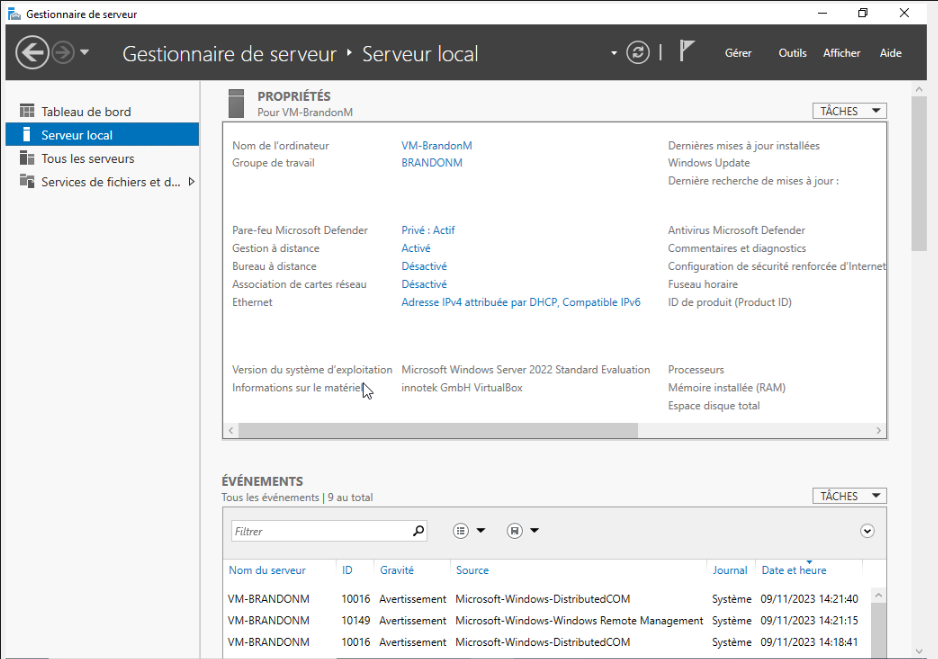 Gestionnaire de serveur
Gestionnaire de serveur ‣ Serveur local
Gérer Outils Afficher Aide
Tableau de bord
Serveur local
Tous les serveurs
Services de fichiers et d...
PROPRIÉTÉS
Pour VM-BrandonM
TÂCHES
Nom de l'ordinateur VM-BrandonM Dernières mises à jour installées
Groupe de travail BRANDONM Windows Update
Dernière recherche de mises à jour :
Pare-feu Microsoft Defender Privé : Actif Antivirus Microsoft Defender
Gestion à distance Activé Commentaires et diagnostics
Bureau à distance Désactivé Configuration de sécurité renforcée d'Internet
Association de cartes réseau Désactivé Fuseau horaire
Ethernet Adresse IPv4 attribuée par DHCP, Compatible IPv6 ID de produit (Product ID)
Version du système d'exploitation Microsoft Windows Server 2022 Standard Evaluation Processeurs
Informations sur le matériel innotek GmbH VirtualBox Mémoire installée (RAM)
Espace disque total
ÉVÉNEMENTS
Tous les événements | 9 au total
TÂCHES
Filtrer
Nom du serveur ID Gravité Source Journal Date et heure
VM-BRANDONM 10016 Avertissement Microsoft-Windows-DistributedCOM Système 09/11/2023 14:21:40
VM-BRANDONM 10149 Avertissement Microsoft-Windows-Windows Remote Management Système 09/11/2023 14:21:15
VM-BRANDONM 10016 Avertissement Microsoft-Windows-DistributedCOM Système 09/11/2023 14:18:41